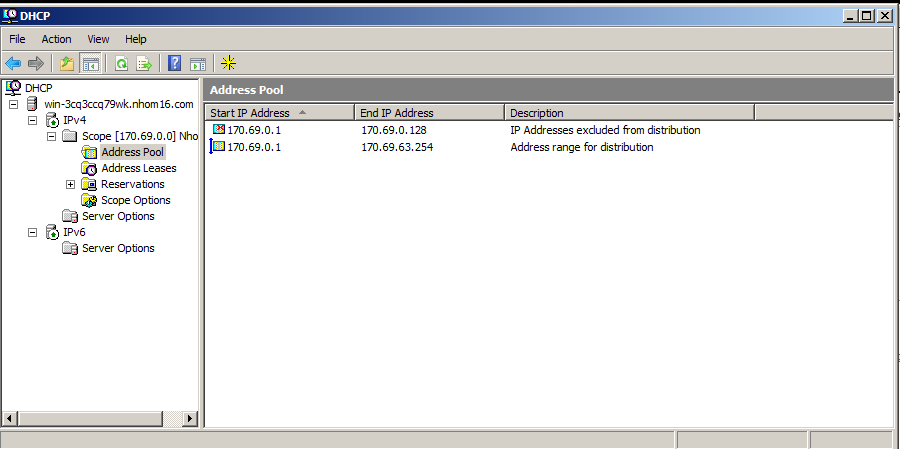 DHCP
File Action View Help
DHCP
win-3cq3ccq79wk.nhom16.com
IPv4
Scope [170.69.0.0] Nho
Address Pool
Address Leases
Reservations
Scope Options
Server Options
IPv6
Server Options
Address Pool
Start IP Address End IP Address Description
170.69.0.1 170.69.0.128 IP Addresses excluded from distribution
170.69.0.1 170.69.63.254 Address range for distribution